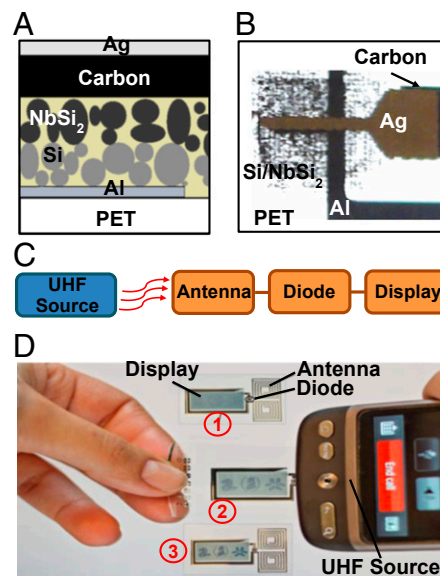 A
Ag
Carbon
NbSi2
Si
Al
PET
B
Carbon
Ag
Si/NbSi2
Al
PET
C
UHF
Source
Antenna
Diode
Display
D
Display
Antenna
Diode
1
2
3
End call
UHF Source